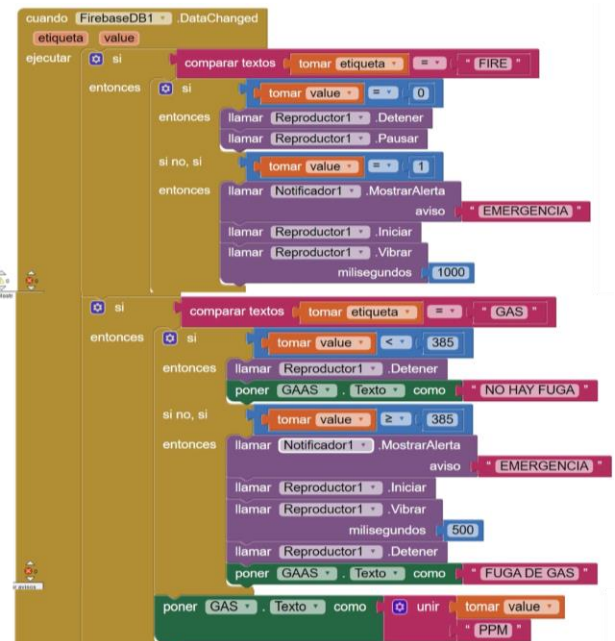 cuando FirebaseDB1 .DataChanged
etiqueta value
ejecutar si comparar textos tomar etiqueta = " FIRE "
entonces si tomar value = 0
entonces llamar Reproductor1 .Detener
llamar Reproductor1 .Pausar
si no, si tomar value = 1
entonces llamar Notificador1 .MostrarAlerta
aviso " EMERGENCIA "
llamar Reproductor1 .Iniciar
llamar Reproductor1 .Vibrar
milisegundos 1000
si comparar textos tomar etiqueta = " GAS "
entonces si tomar value < 385
entonces llamar Reproductor1 .Detener
poner GAAS . Texto como " NO HAY FUGA "
si no, si tomar value ≥ 385
entonces llamar Notificador1 .MostrarAlerta
aviso " EMERGENCIA "
llamar Reproductor1 .Iniciar
llamar Reproductor1 .Vibrar
milisegundos 500
llamar Reproductor1 .Detener
poner GAAS . Texto como " FUGA DE GAS "
poner GAS . Texto como unir tomar value
" PPM "